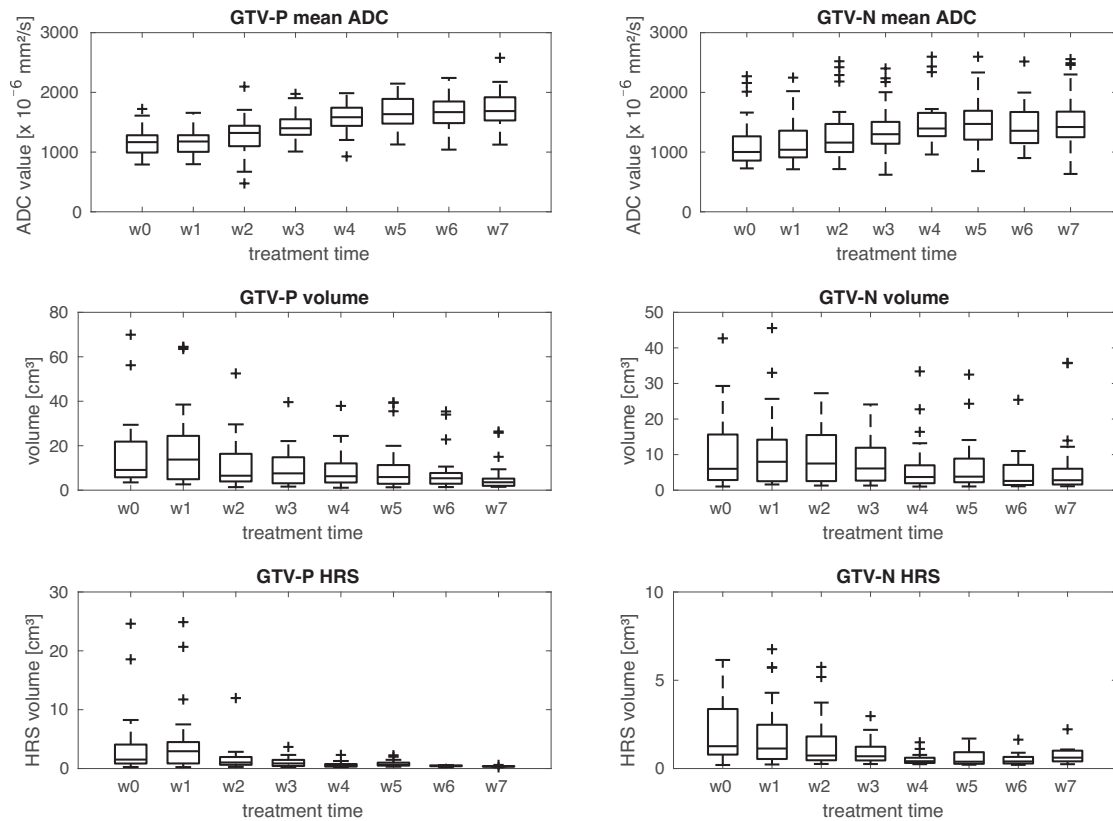 GTV-P mean ADC
ADC value [x 10⁻⁶ mm²/s]
3000
2000
1000
0
w0 w1 w2 w3 w4 w5 w6 w7
treatment time
GTV-N mean ADC
ADC value [x 10⁻⁶ mm²/s]
3000
2000
1000
0
w0 w1 w2 w3 w4 w5 w6 w7
treatment time
GTV-P volume
volume [cm³]
80
60
40
20
0
w0 w1 w2 w3 w4 w5 w6 w7
treatment time
GTV-N volume
volume [cm³]
50
40
30
20
10
0
w0 w1 w2 w3 w4 w5 w6 w7
treatment time
GTV-P HRS
HRS volume [cm³]
30
20
10
0
w0 w1 w2 w3 w4 w5 w6 w7
treatment time
GTV-N HRS
HRS volume [cm³]
10
5
0
w0 w1 w2 w3 w4 w5 w6 w7
treatment time